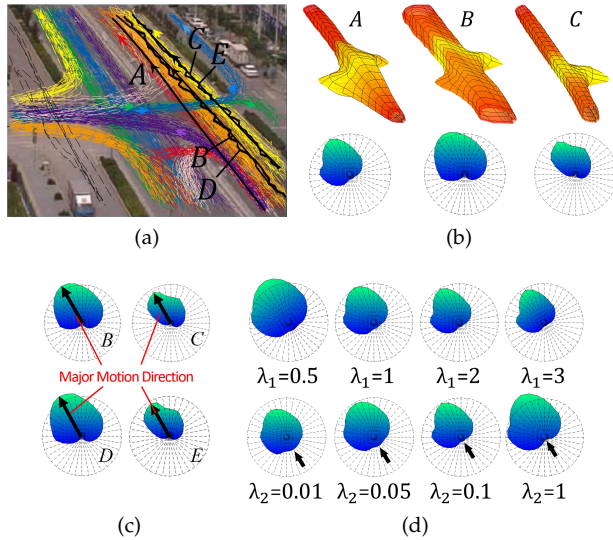 A B C
C
E
A
B
D
(a)
(b)
B C
Major Motion Direction
D E
λ₁=0.5 λ₁=1 λ₁=2 λ₁=3
λ₂=0.01 λ₂=0.05 λ₂=0.1 λ₂=1
(c)
(d)